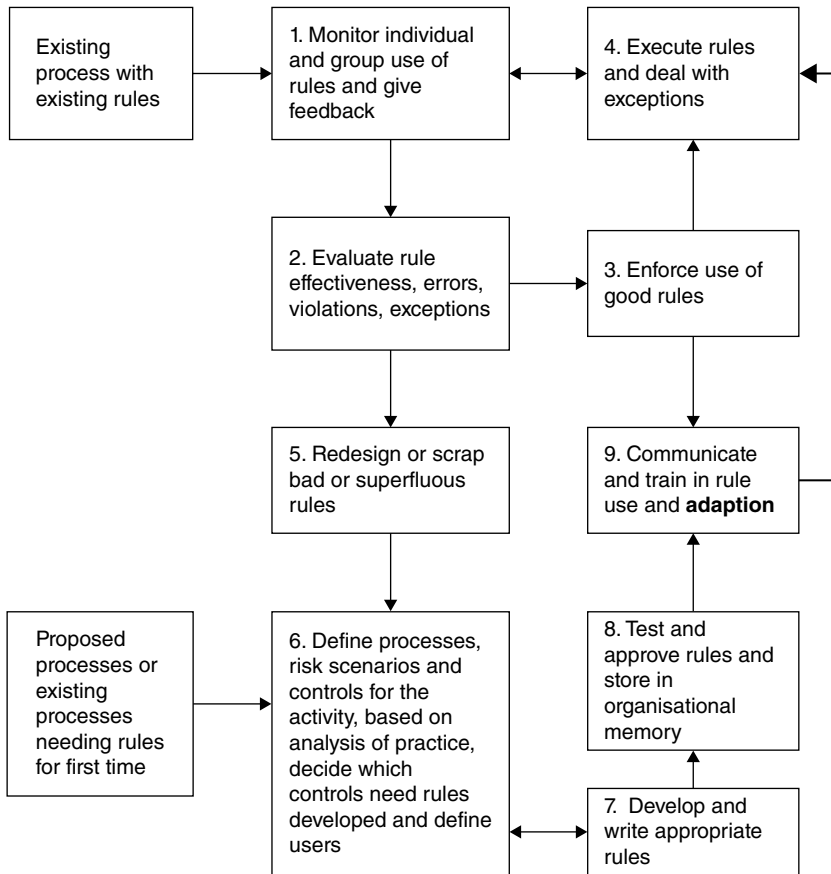 Existing
process with
existing rules
1. Monitor individual
and group use of
rules and give
feedback
4. Execute rules
and deal with
exceptions
2. Evaluate rule
effectiveness, errors,
violations, exceptions
3. Enforce use of
good rules
5. Redesign or scrap
bad or superfluous
rules
9. Communicate
and train in rule
use and adaption
Proposed
processes or
existing
processes
needing rules
for first time
6. Define processes,
risk scenarios and
controls for the
activity, based on
analysis of practice,
decide which
controls need rules
developed and define
users
8. Test and
approve rules and
store in
organisational
memory
7. Develop and
write appropriate
rules